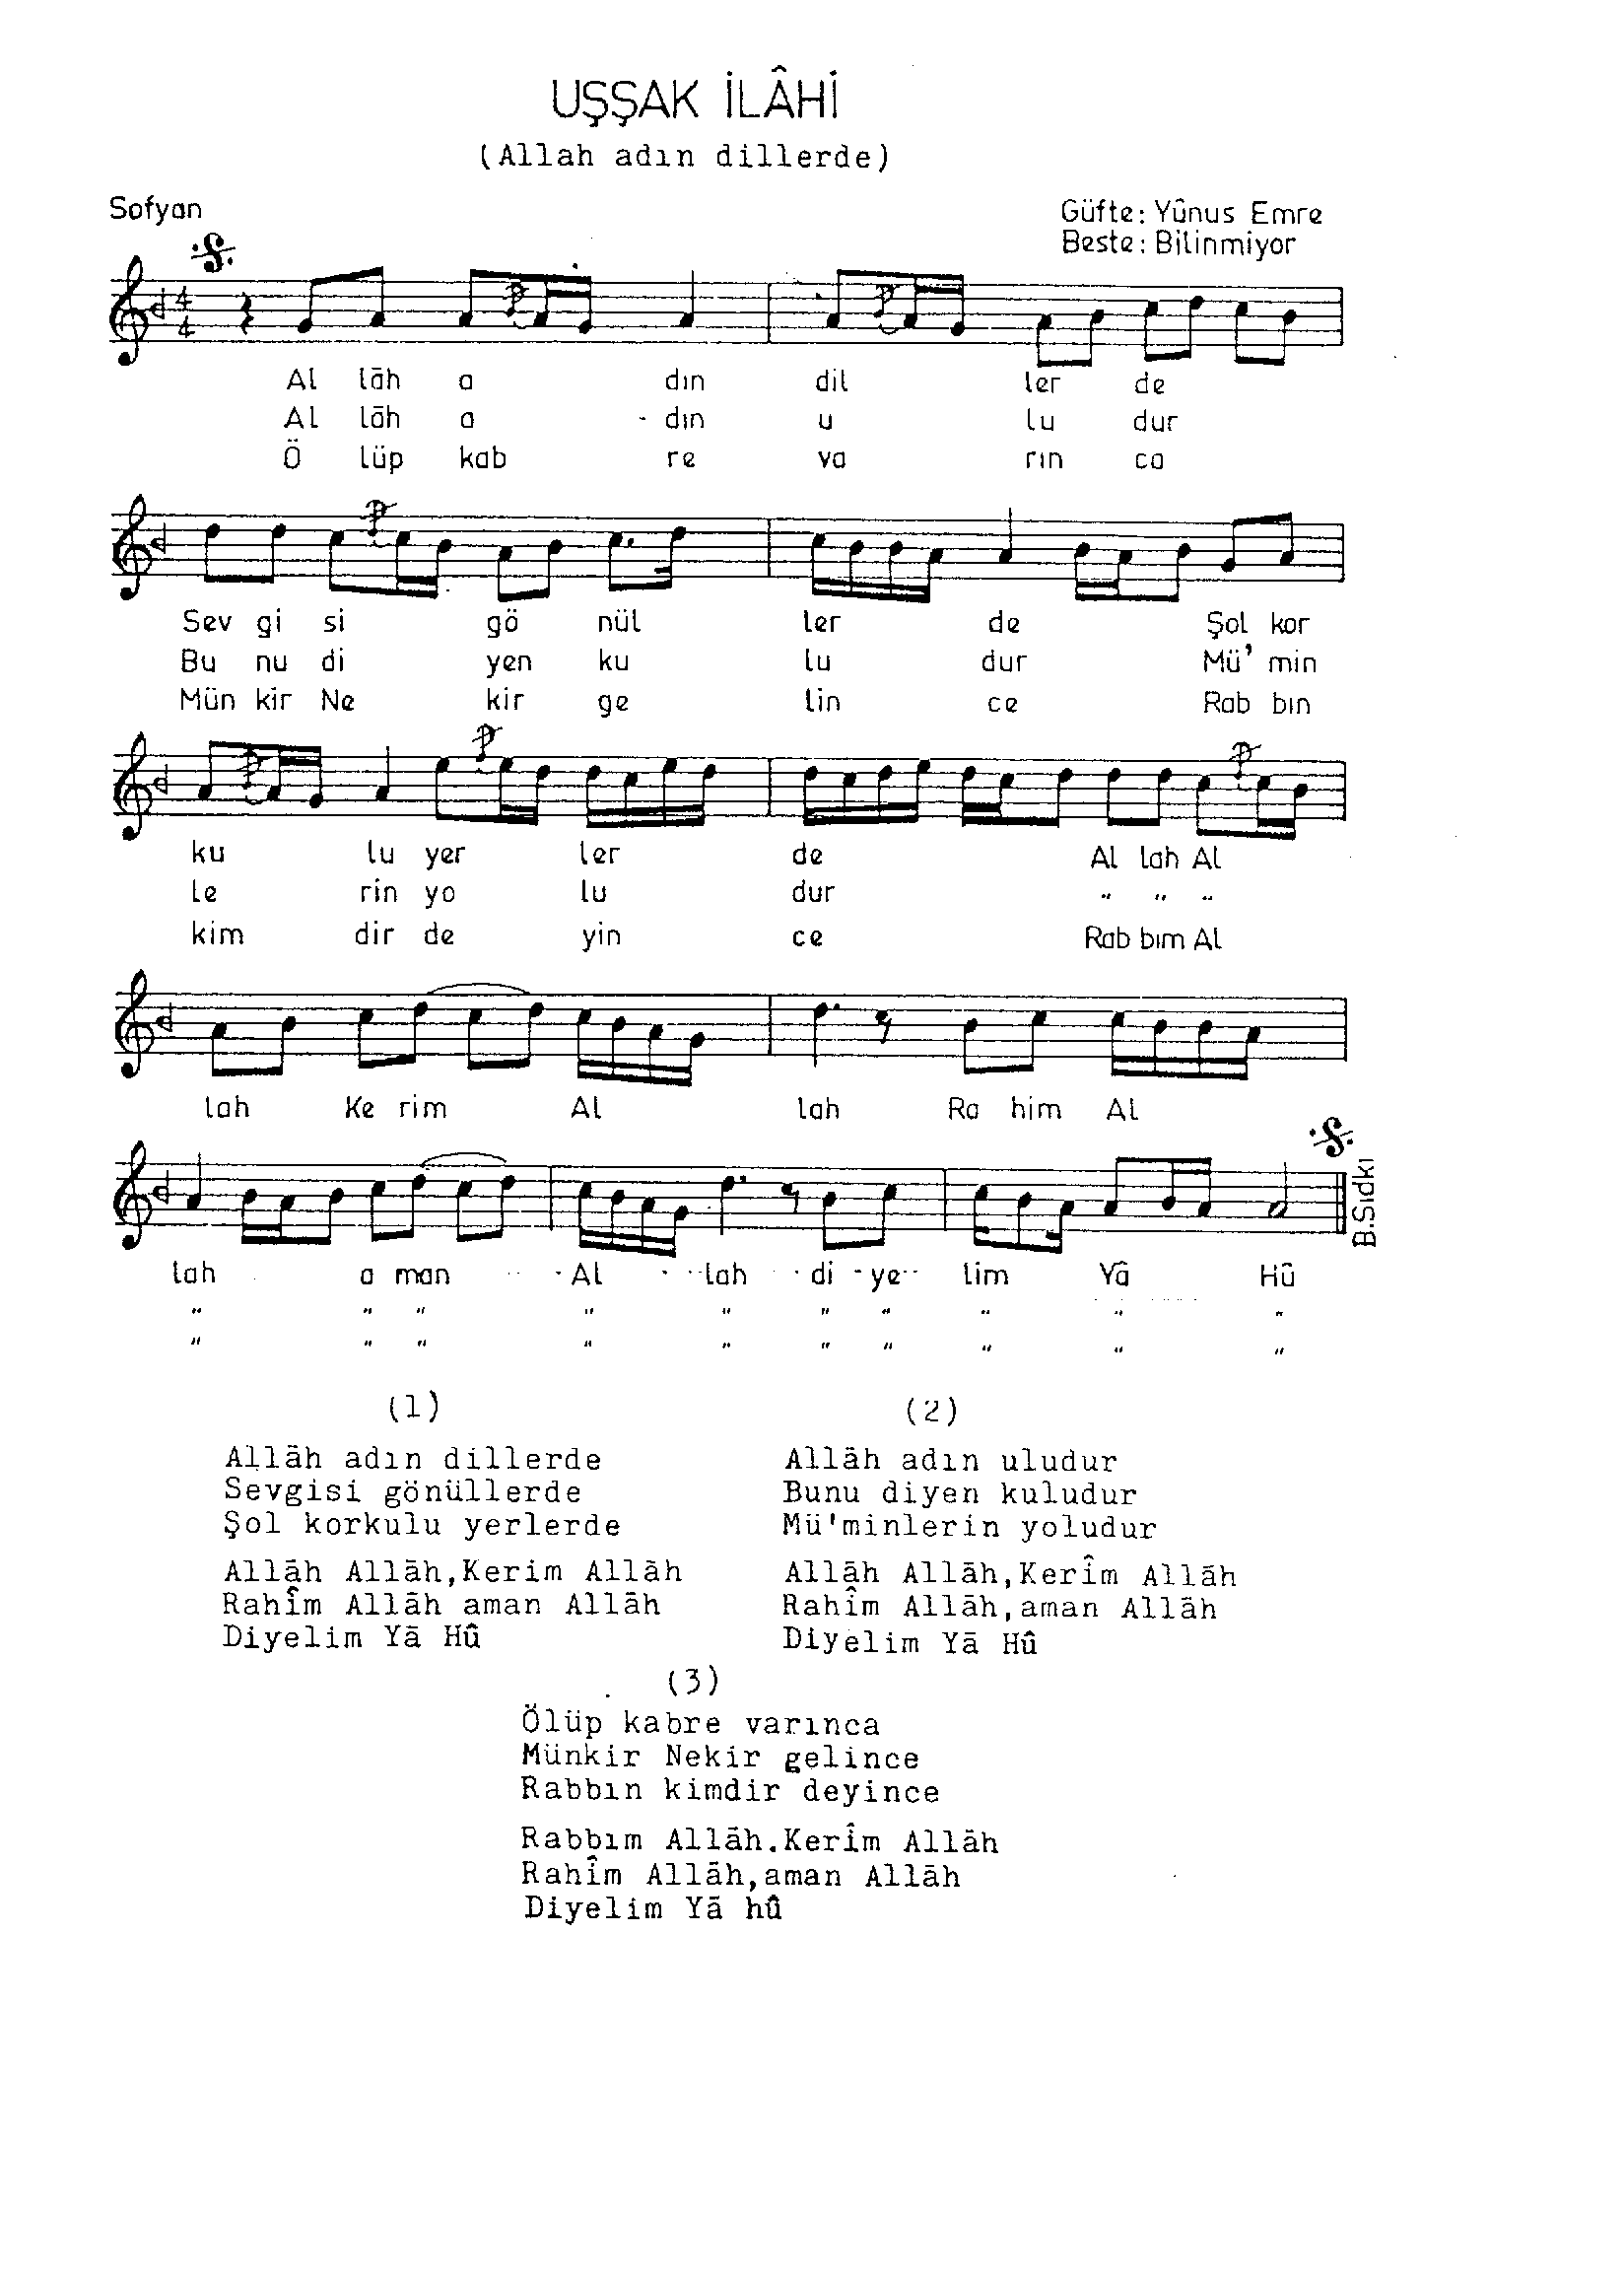 UŞŞAK İLÂHİ
(Allah adın dillerde)
Sofyan
Güfte: Yûnus Emre
Beste: Bilinmiyor
4
4
Al lāh a dın dil ler de
Al lāh a - dın u lu dur
Ö lüp kab re va rın ca
Sev gi si gö nül ler de Şol kor
Bu nu di yen ku lu dur Mü' min
Mün kir Ne kir ge lin ce Rab bın
ku lu yer ler de Al lah Al
le rin yo lu dur " " "
kim dir de yin ce Rab bım Al
lah Ke rim Al lah Ra him Al
lah a man Al lah di - ye lim Yâ Hû
" " " " " " " " " "
" " " " " " " " " "
B.Sıdkı
(1)
Allāh adın dillerde
Sevgisi gönüllerde
Şol korkulu yerlerde
Allāh Allāh,Kerim Allāh
Rahîm Allāh aman Allāh
Diyelim Yā Hû
(2)
Allāh adın uludur
Bunu diyen kuludur
Mü'minlerin yoludur
Allāh Allāh,Kerîm Allāh
Rahîm Allāh,aman Allāh
Diyelim Yā Hû
(3)
Ölüp kabre varınca
Münkir Nekir gelince
Rabbın kimdir deyince
Rabbım Allāh.Kerîm Allāh
Rahîm Allāh,aman Allāh
Diyelim Yā hû